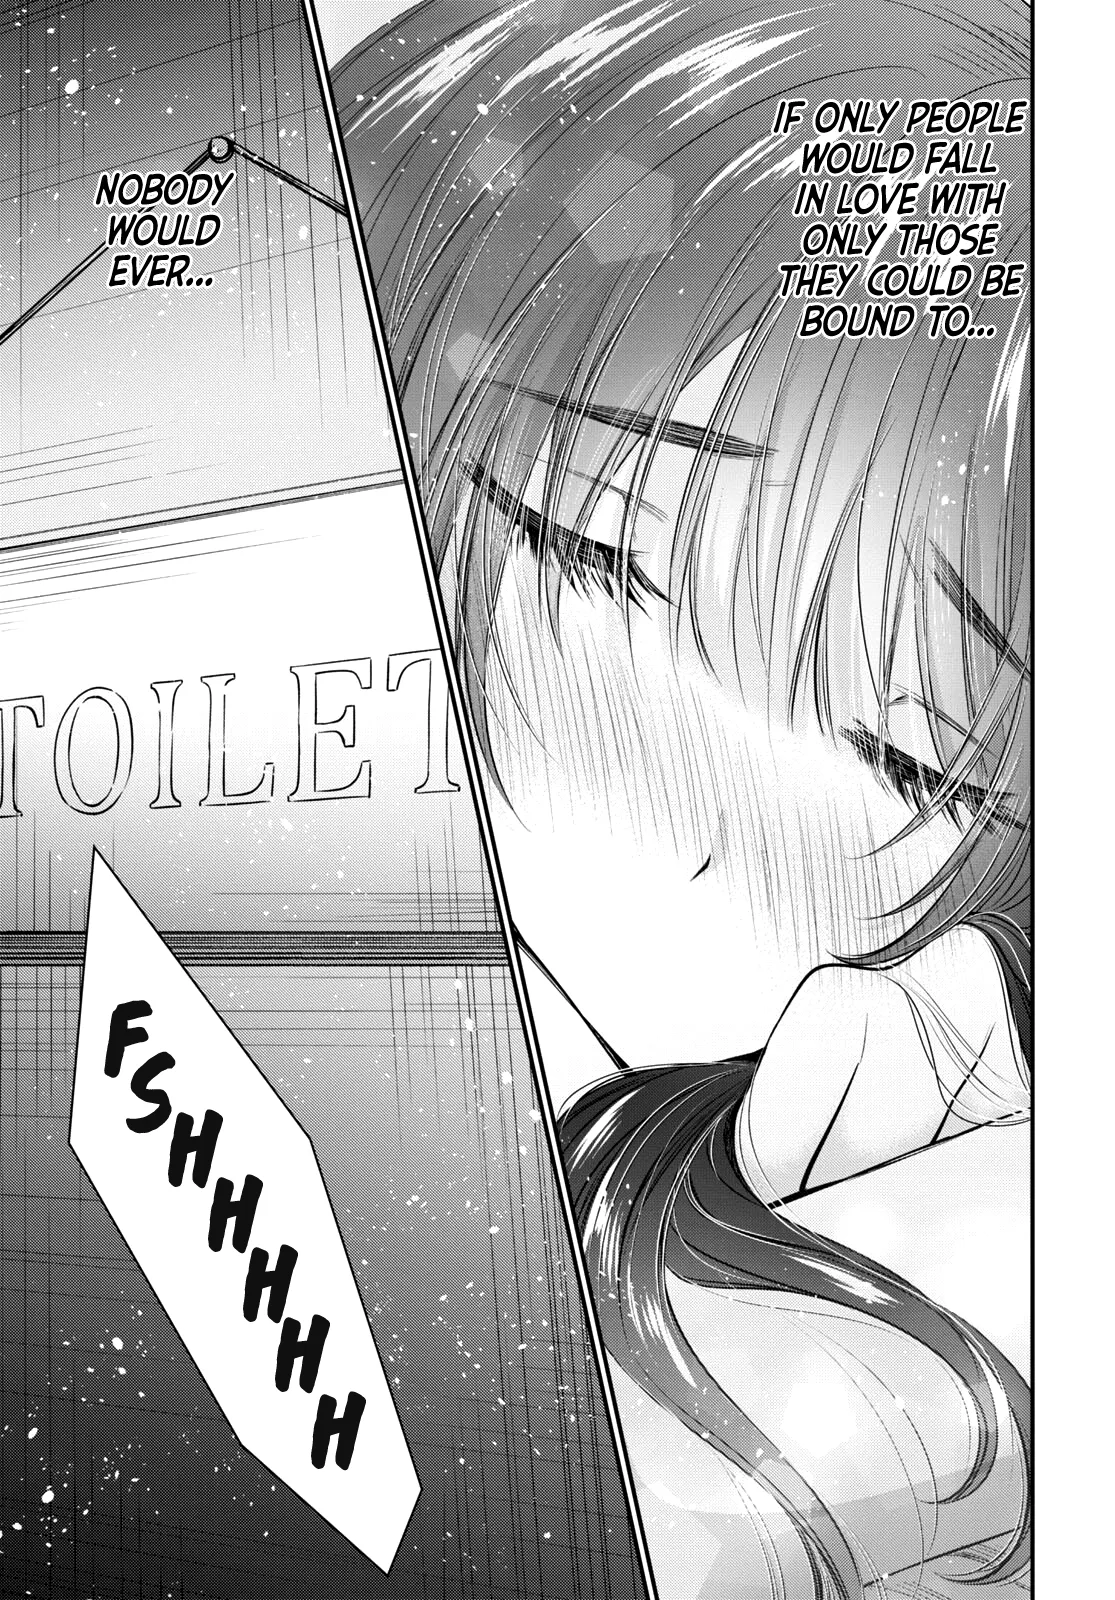 IF ONLY PEOPLE
WOULD FALL
IN LOVE WITH
ONLY THOSE
THEY COULD BE
BOUND TO...
NOBODY
WOULD
EVER...
TOILET
FSHHHHHH